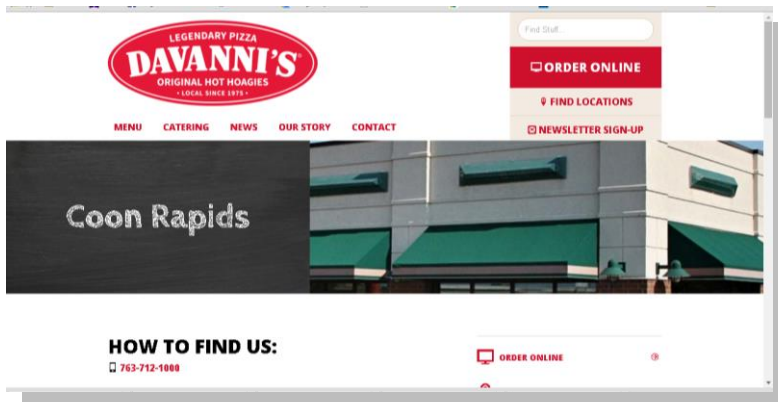 LEGENDARY PIZZA
DAVANNI'S
ORIGINAL HOT HOAGIES
• LOCAL SINCE 1975 •
Find Stuff...
ORDER ONLINE
FIND LOCATIONS
NEWSLETTER SIGN-UP
MENU CATERING NEWS OUR STORY CONTACT
Coon Rapids
HOW TO FIND US:
763-712-1000
ORDER ONLINE